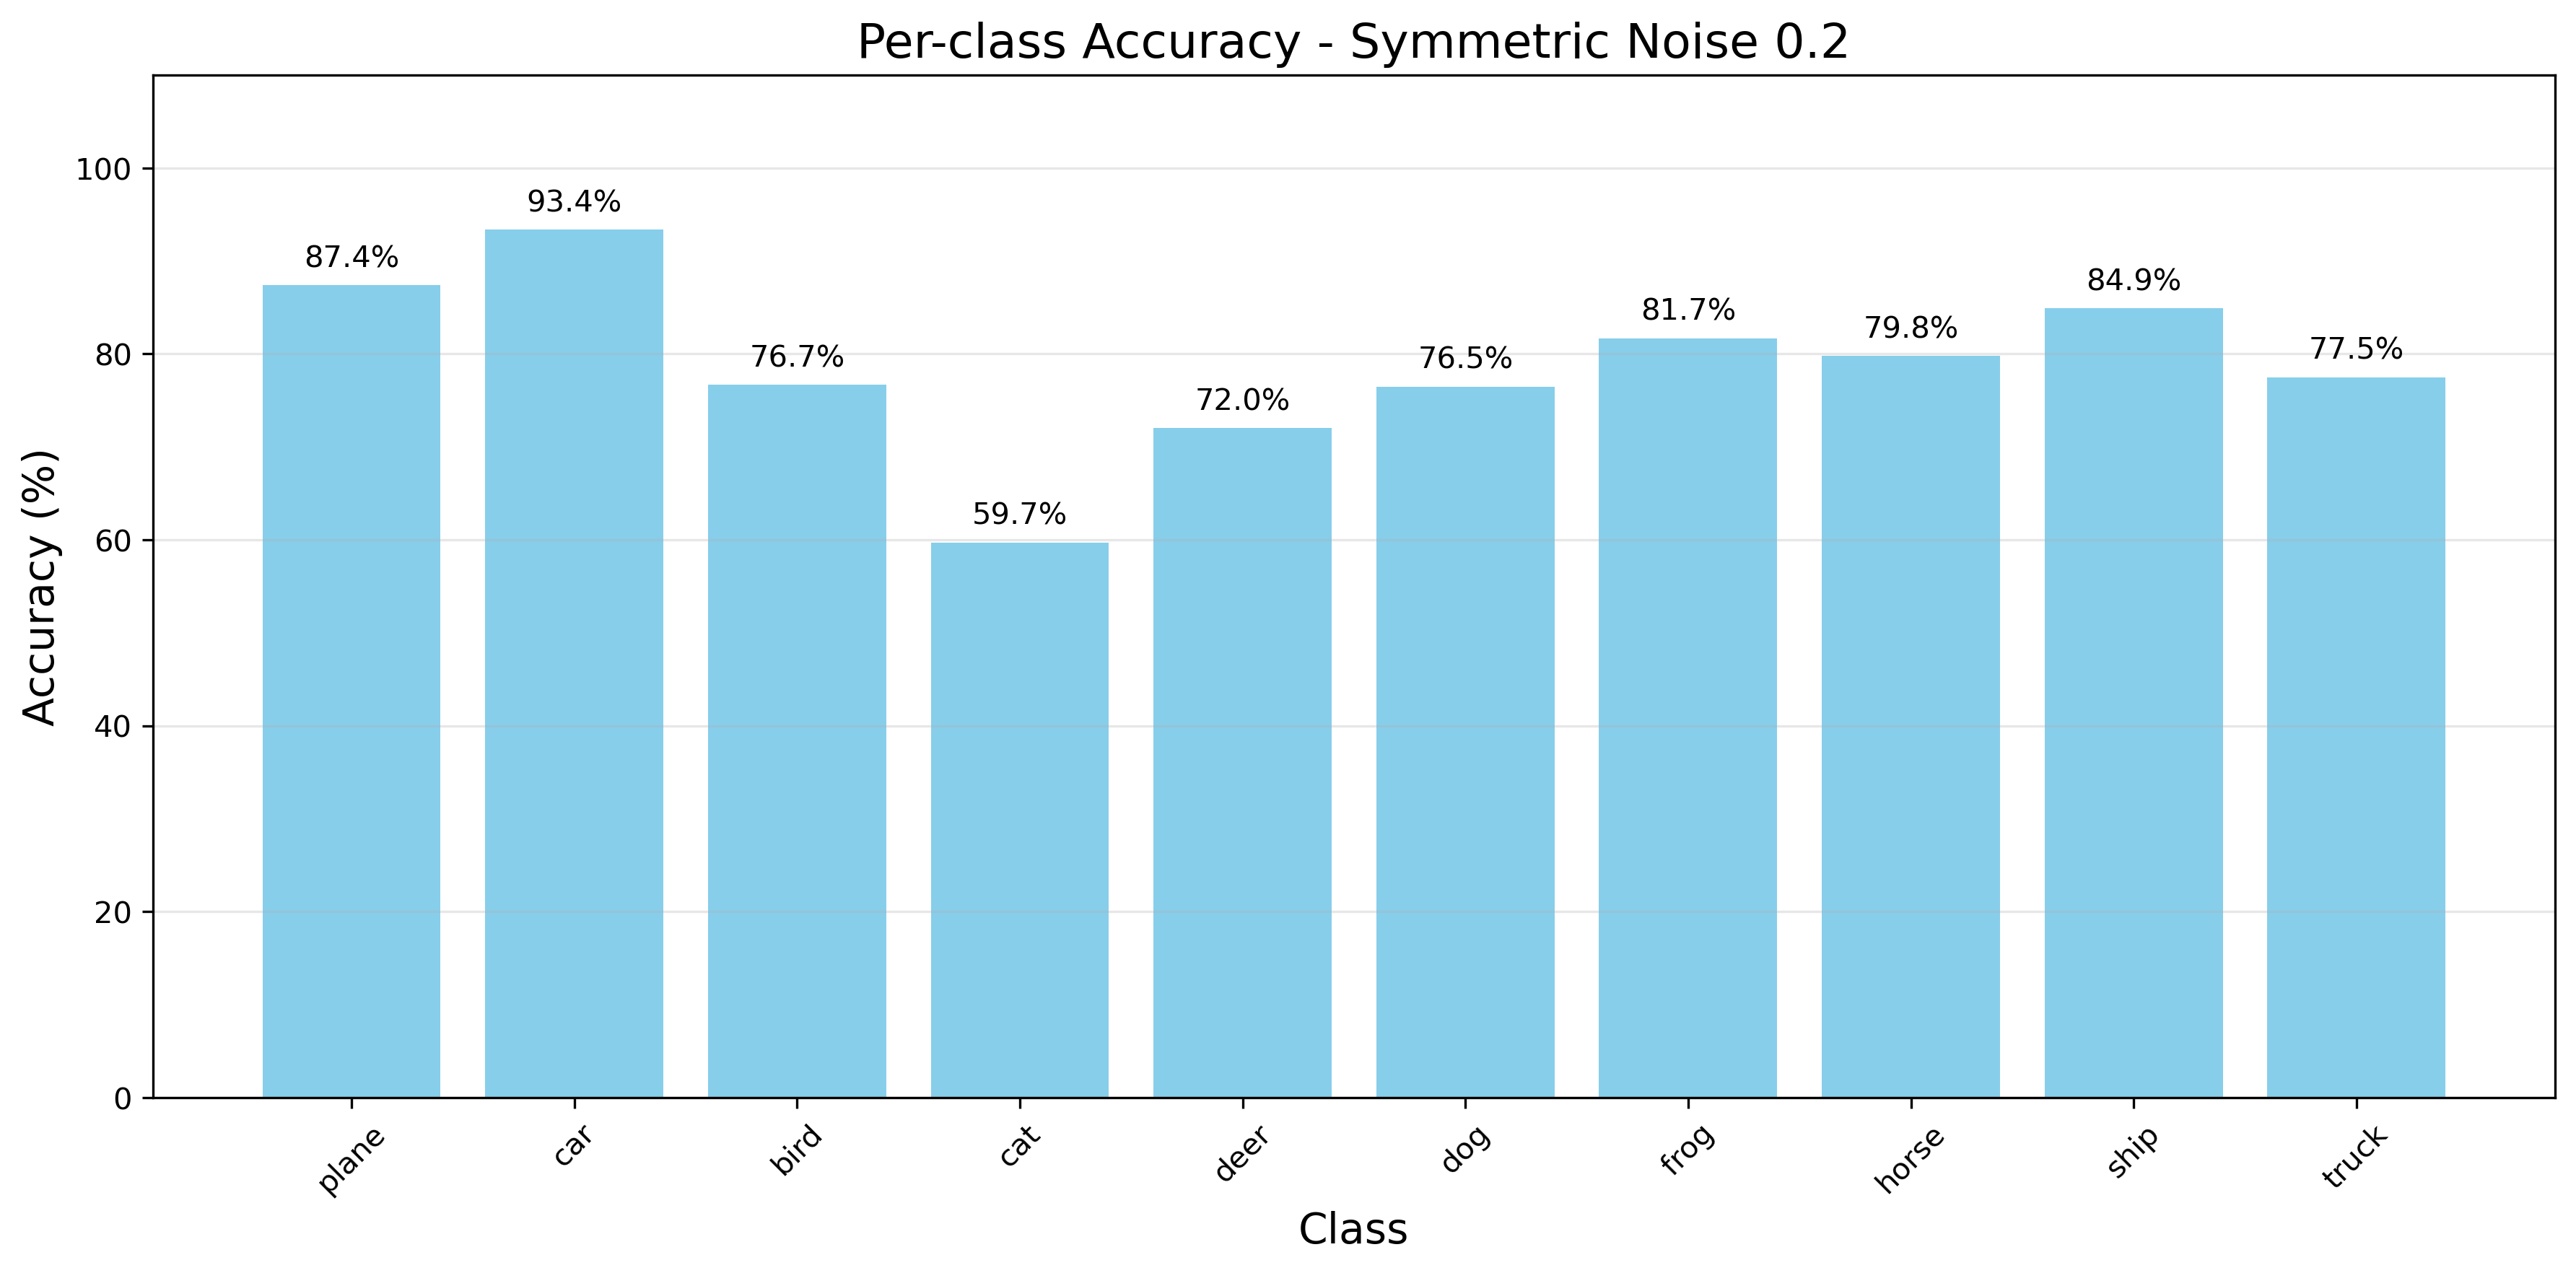 Per-class Accuracy - Symmetric Noise 0.2
Accuracy (%)
100
80
60
40
20
0
87.4%
93.4%
76.7%
59.7%
72.0%
76.5%
81.7%
79.8%
84.9%
77.5%
plane
car
bird
cat
deer
dog
frog
horse
ship
truck
Class